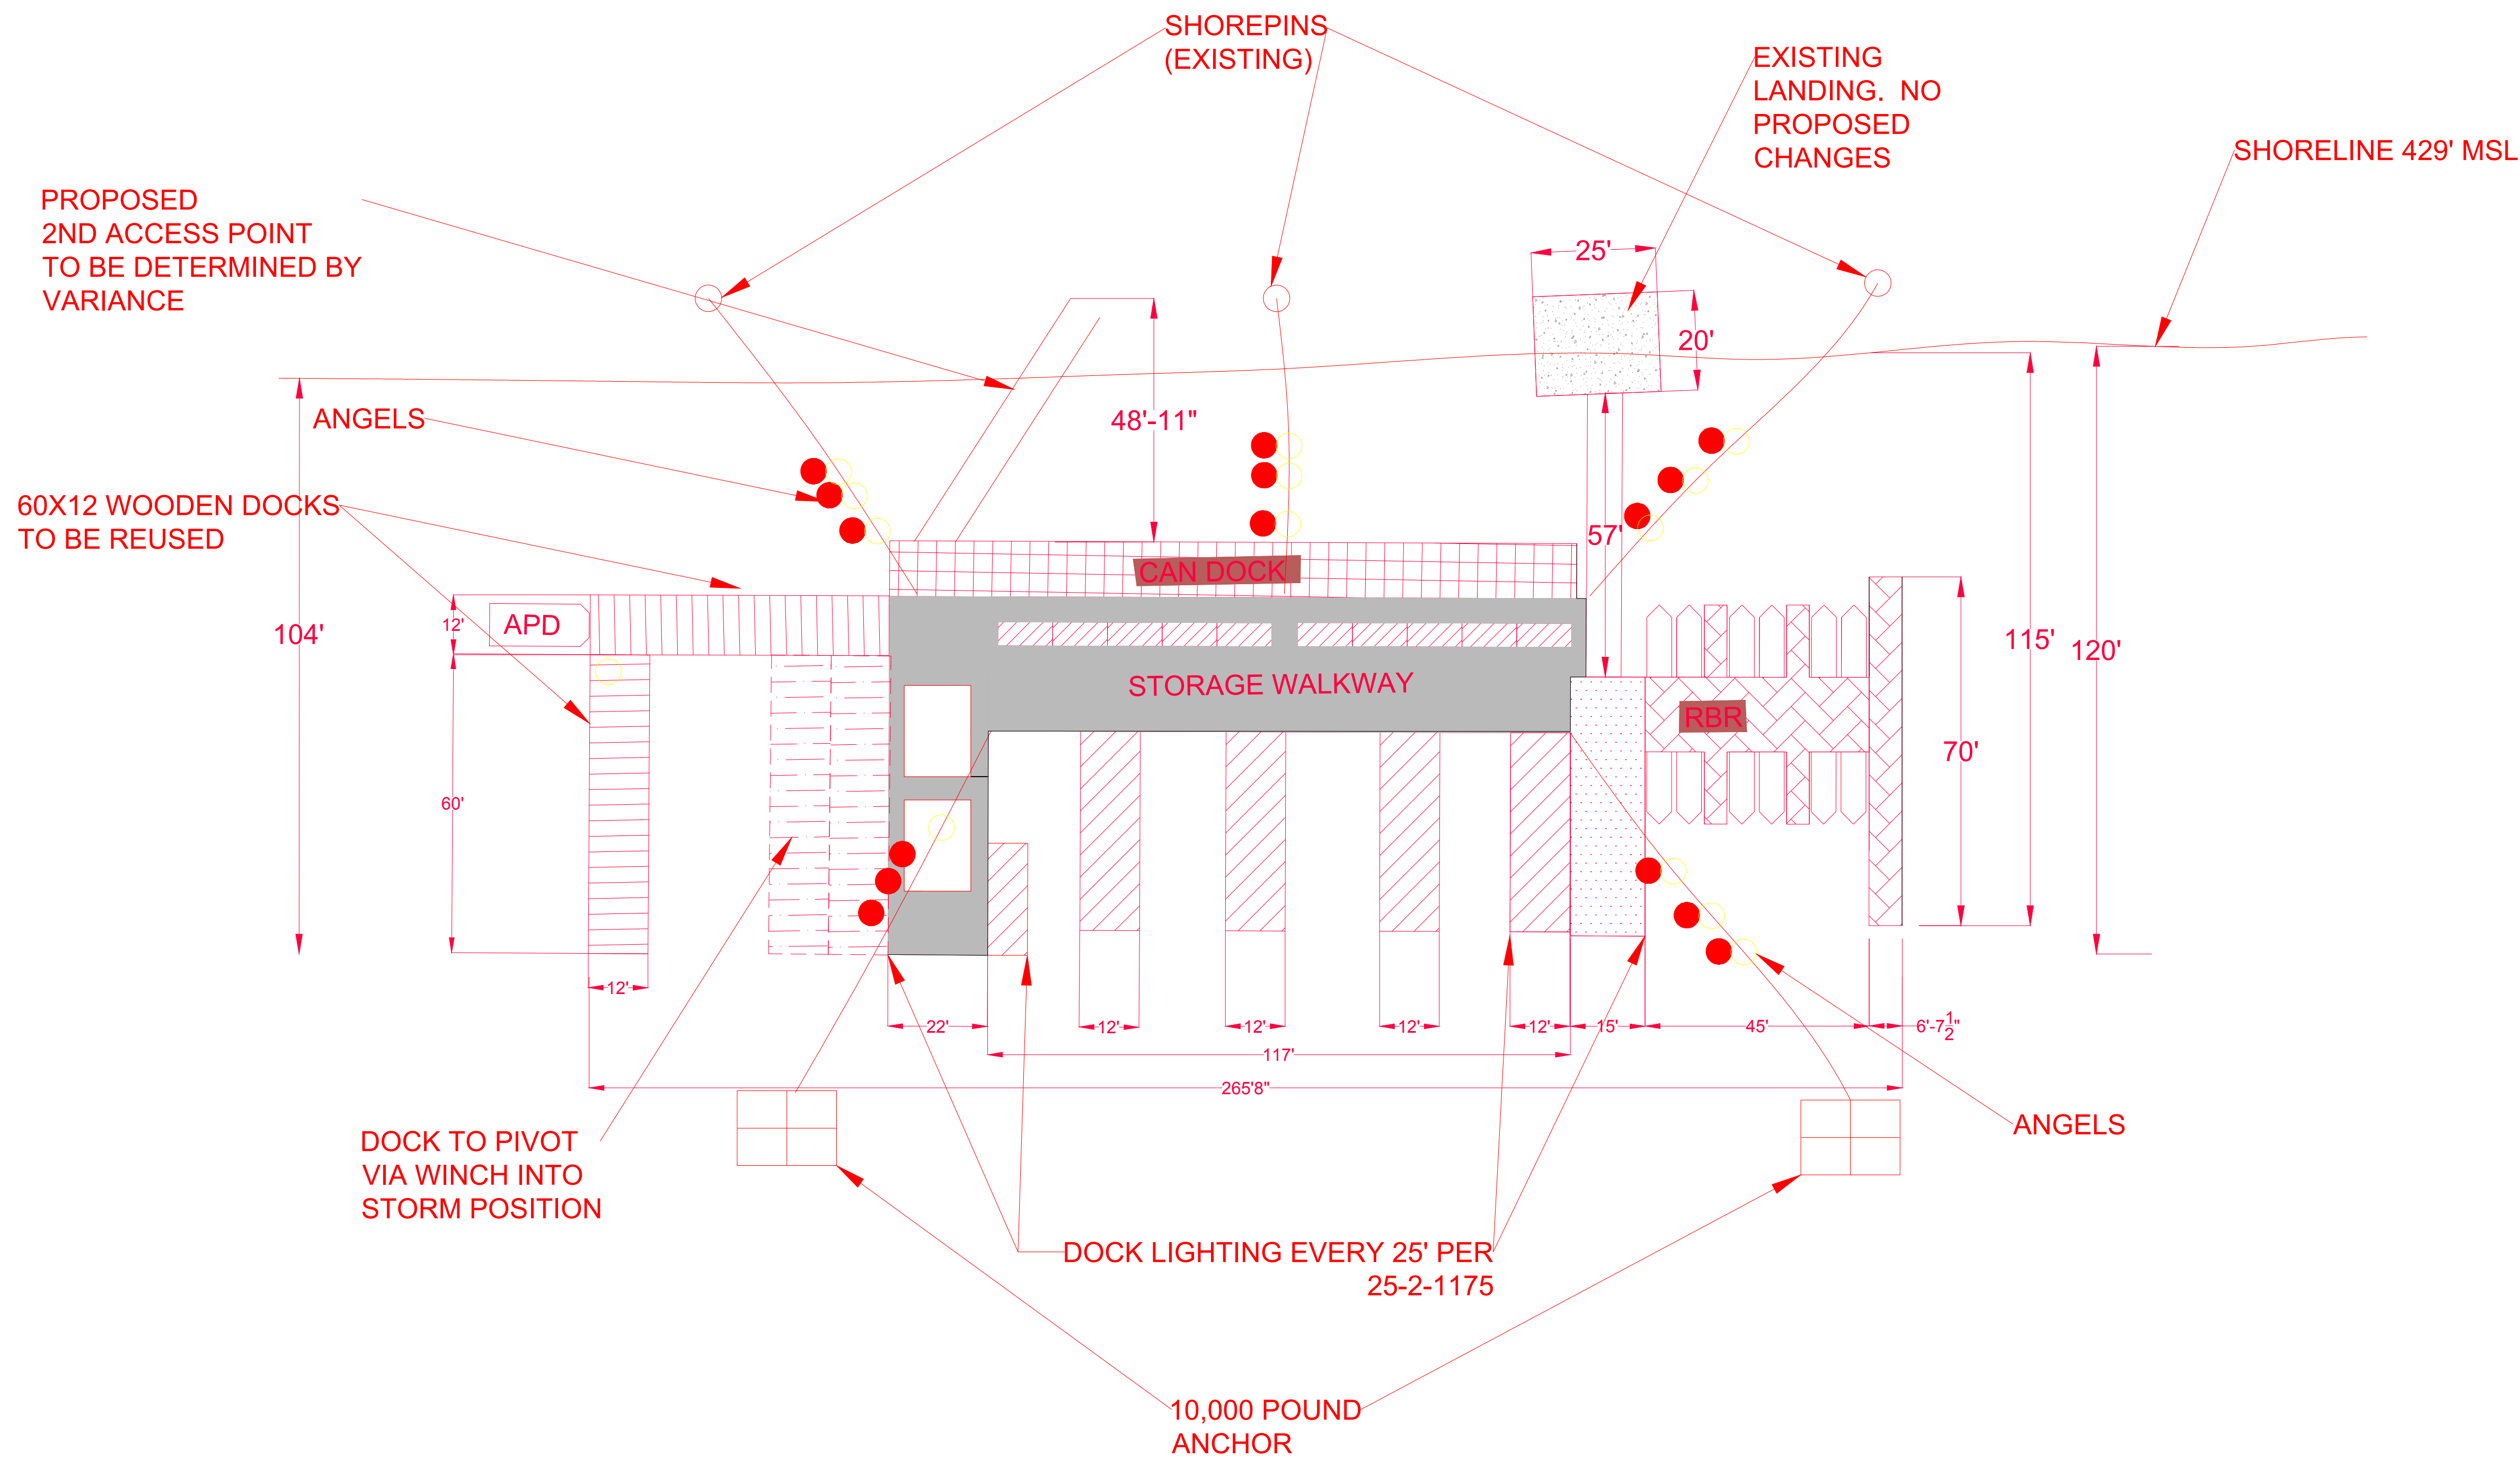 SHOREPINS
(EXISTING)
EXISTING
LANDING.  NO
PROPOSED
CHANGES
SHORELINE 429' MSL
PROPOSED
2ND ACCESS POINT
TO BE DETERMINED BY
VARIANCE
25'
20'
ANGELS
48'-11"
60X12 WOODEN DOCKS
TO BE REUSED
57'
CAN DOCK
104'
12'
APD
115'
120'
STORAGE WALKWAY
RBR
70'
60'
12'
22'
12'
12'
12'
12'
15'
45'
6'-7 1/2"
117'
265'8"
DOCK TO PIVOT
VIA WINCH INTO
STORM POSITION
ANGELS
DOCK LIGHTING EVERY 25' PER
25-2-1175
10,000 POUND
ANCHOR